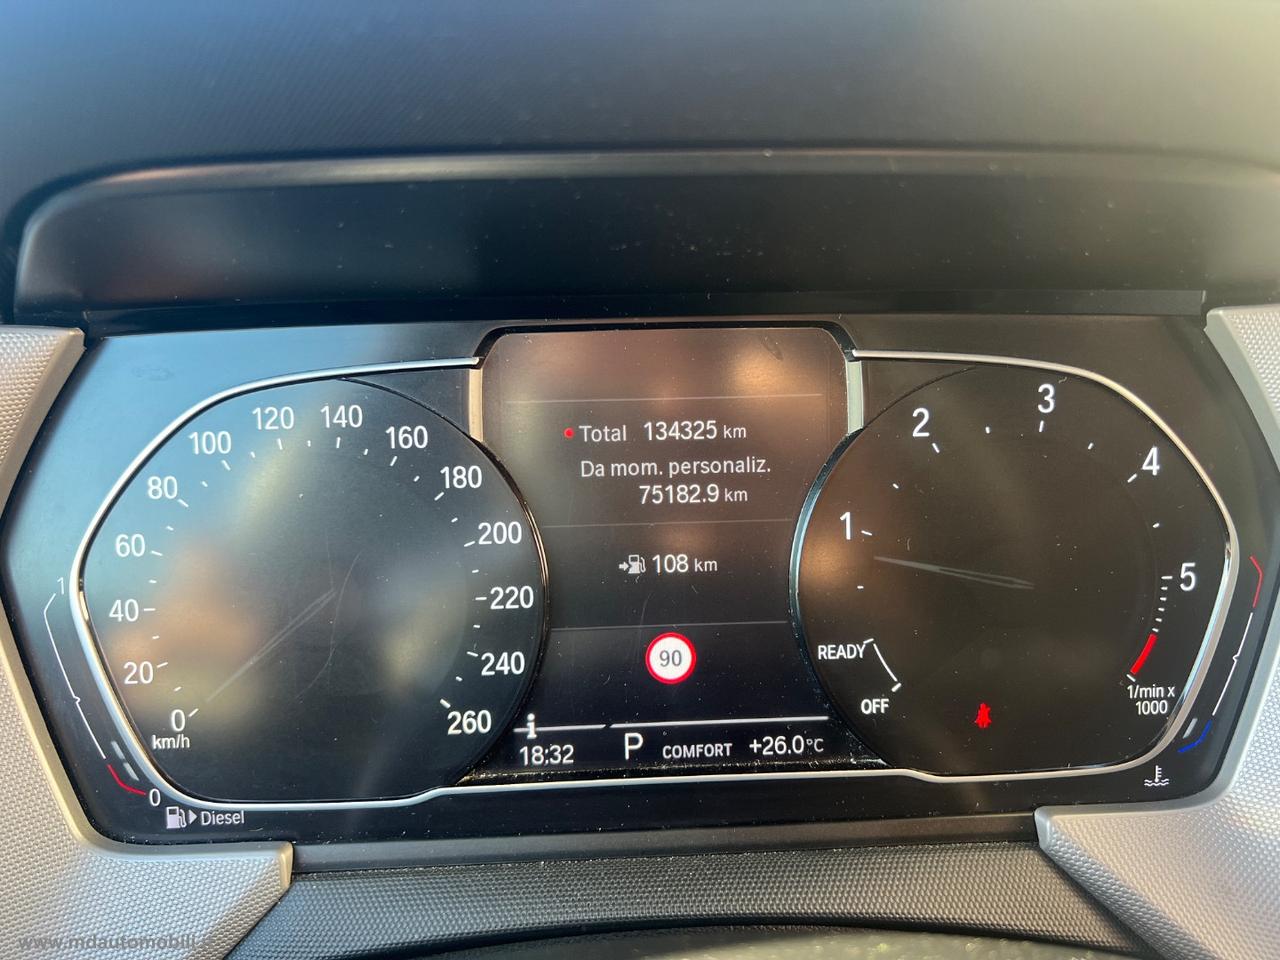 Total 134325 km
Da mom. personaliz.
75182.9 km
108 km
90
18:32 P COMFORT +26.0°C
0
20
40
60
80
100
120
140
160
180
200
220
240
260
km/h
1
0
Diesel
1
2
3
4
5
READY
OFF
1/min x
1000
www.mdautomobili